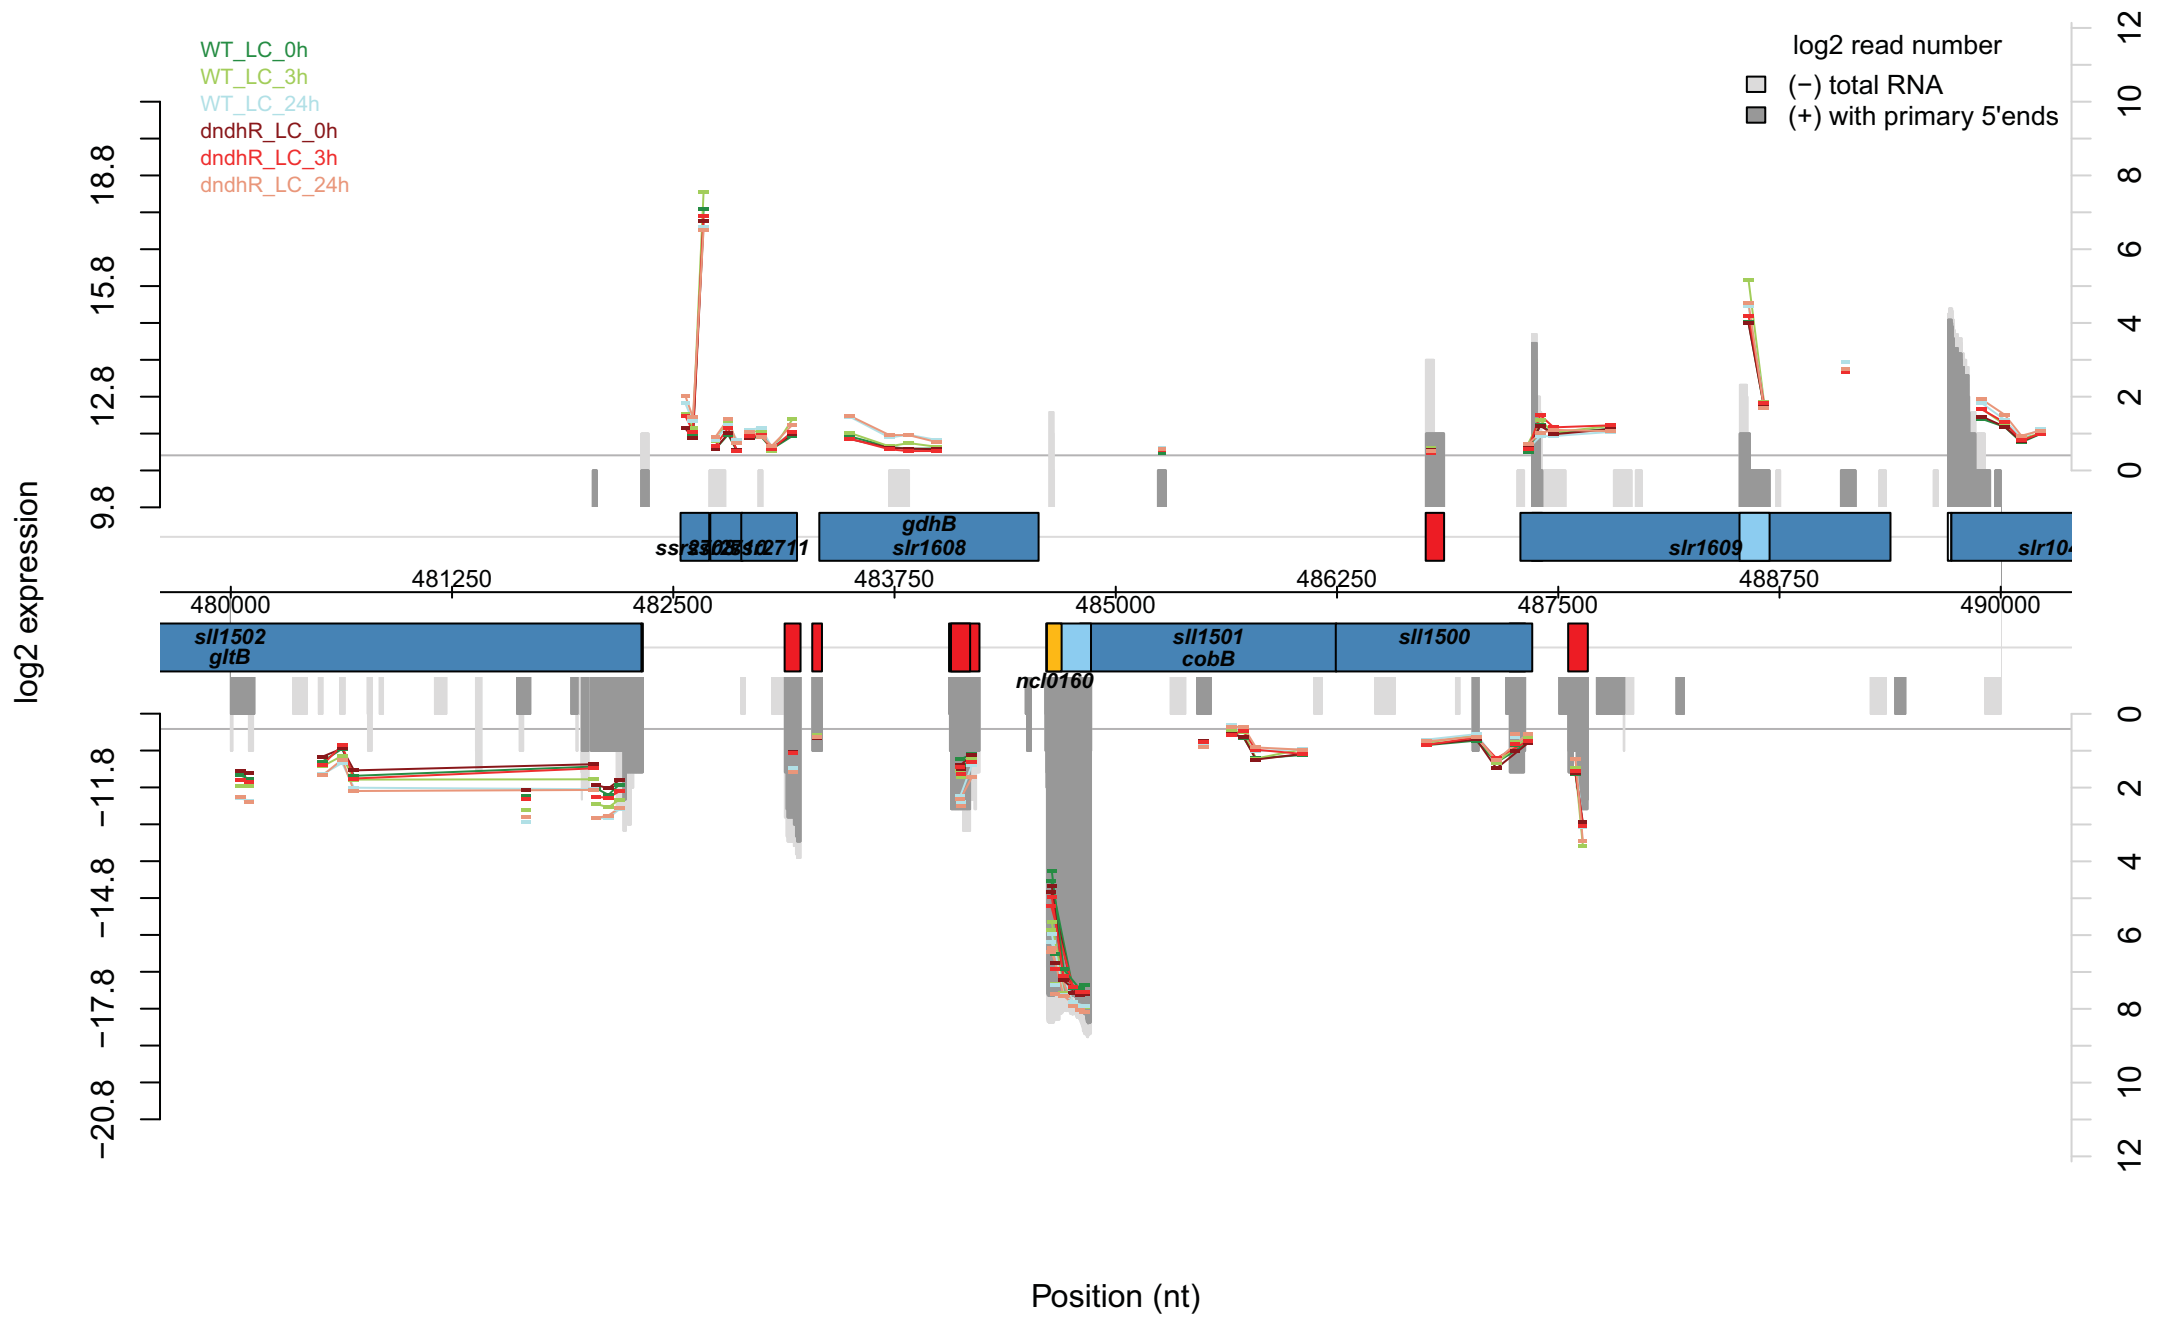 WT_LC_0h
WT_LC_3h
WT_LC_24h
dndhR_LC_0h
dndhR_LC_3h
dndhR_LC_24h
log2 read number
(−) total RNA
(+) with primary 5'ends
log2 expression
18.8
15.8
12.8
9.8
12
10
8
6
4
2
0
gdhB
ssr2711
slr1608
slr1609
slr104
481250
483750
486250
488750
480000
482500
485000
487500
490000
sll1502
gltB
sll1501
cobB
sll1500
ncl0160
−11.8
−14.8
−17.8
−20.8
0
2
4
6
8
10
12
Position (nt)